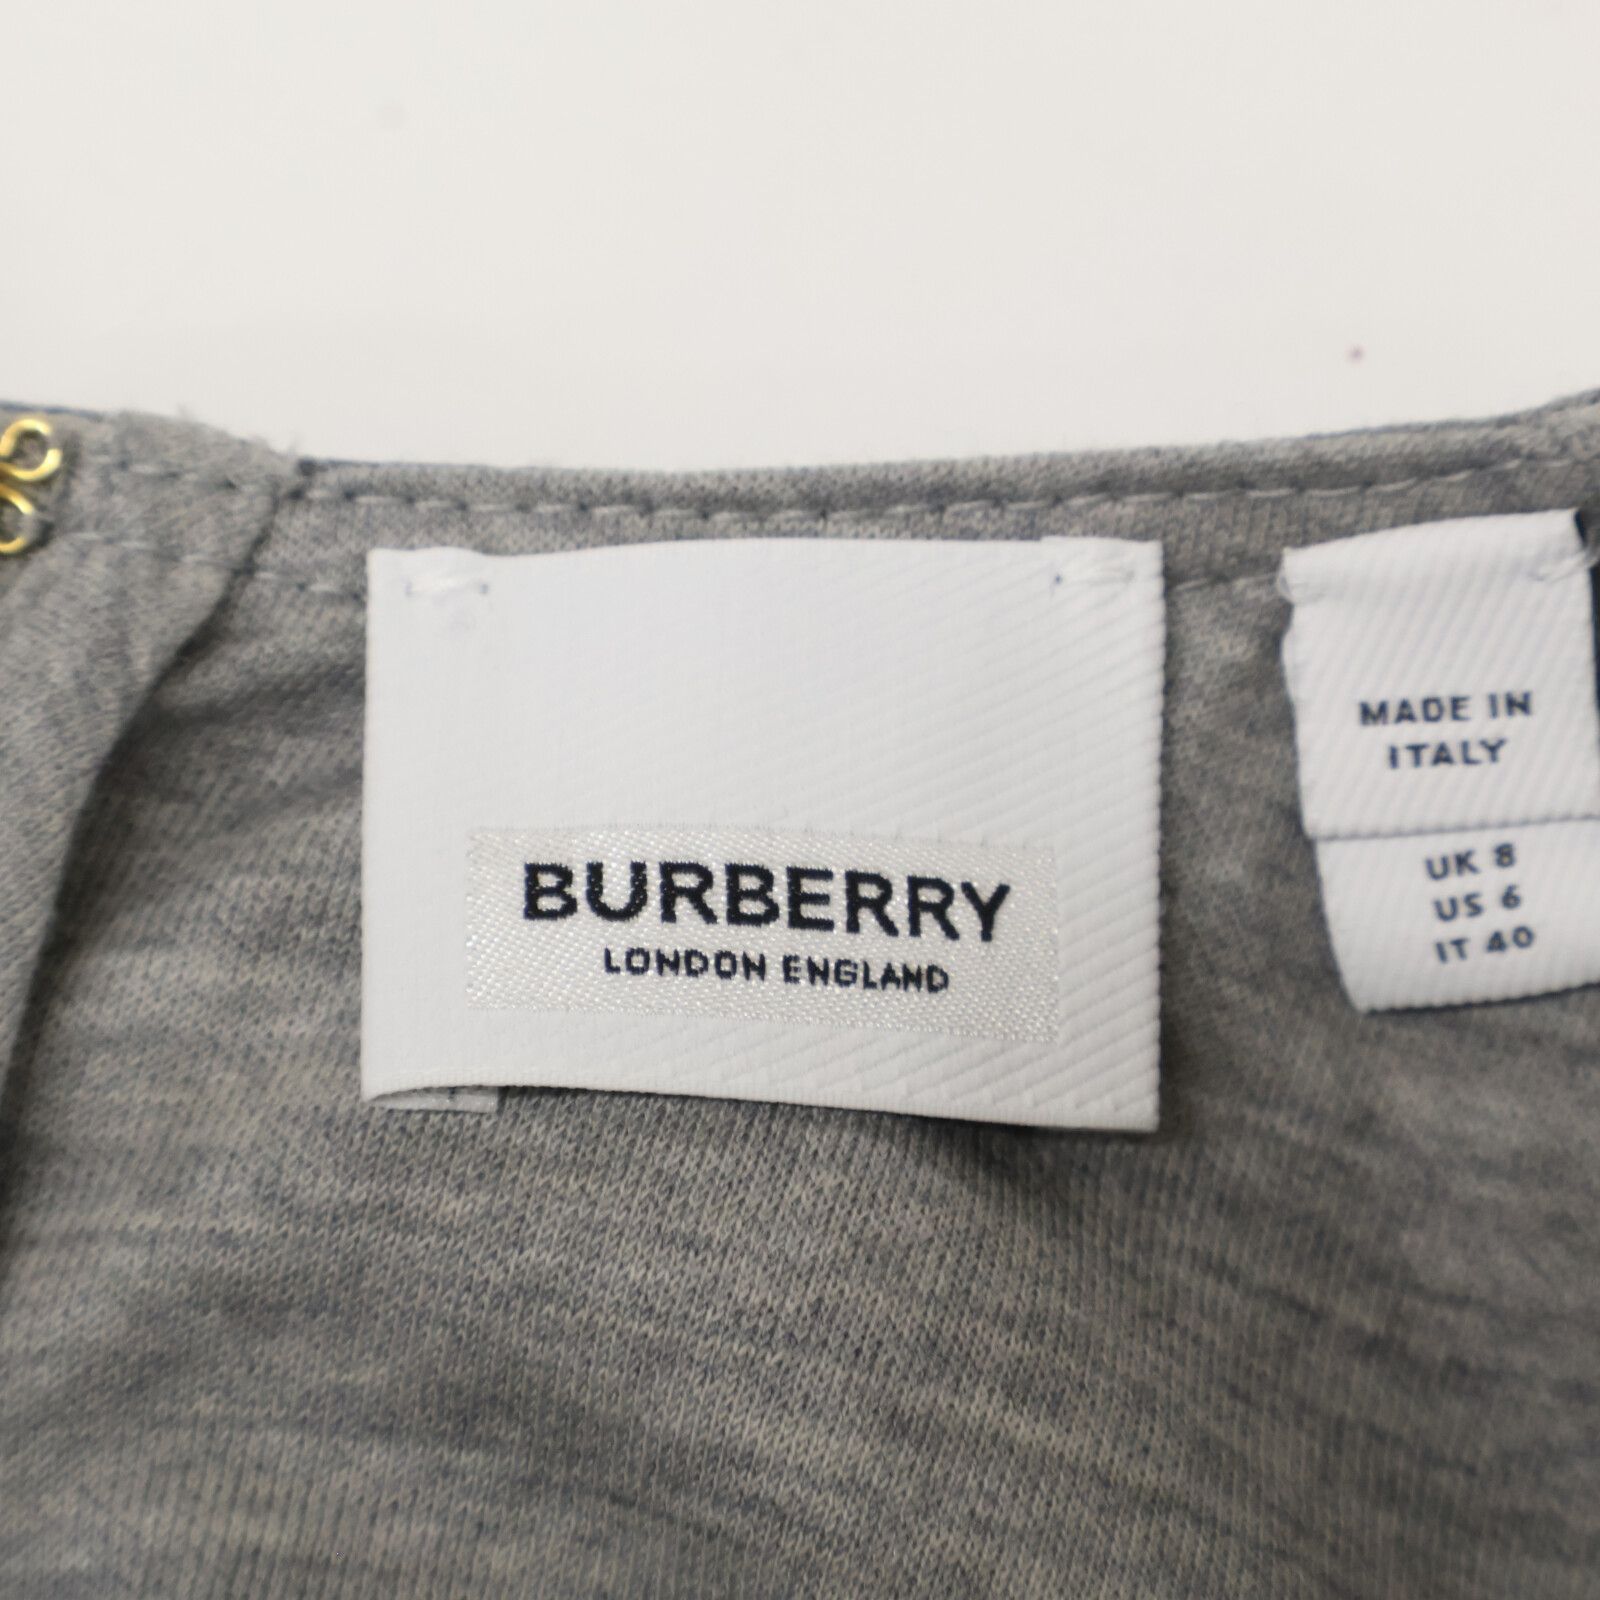 BURBERRY
LONDON ENGLAND
MADE IN
ITALY
UK 8
US 6
IT 40